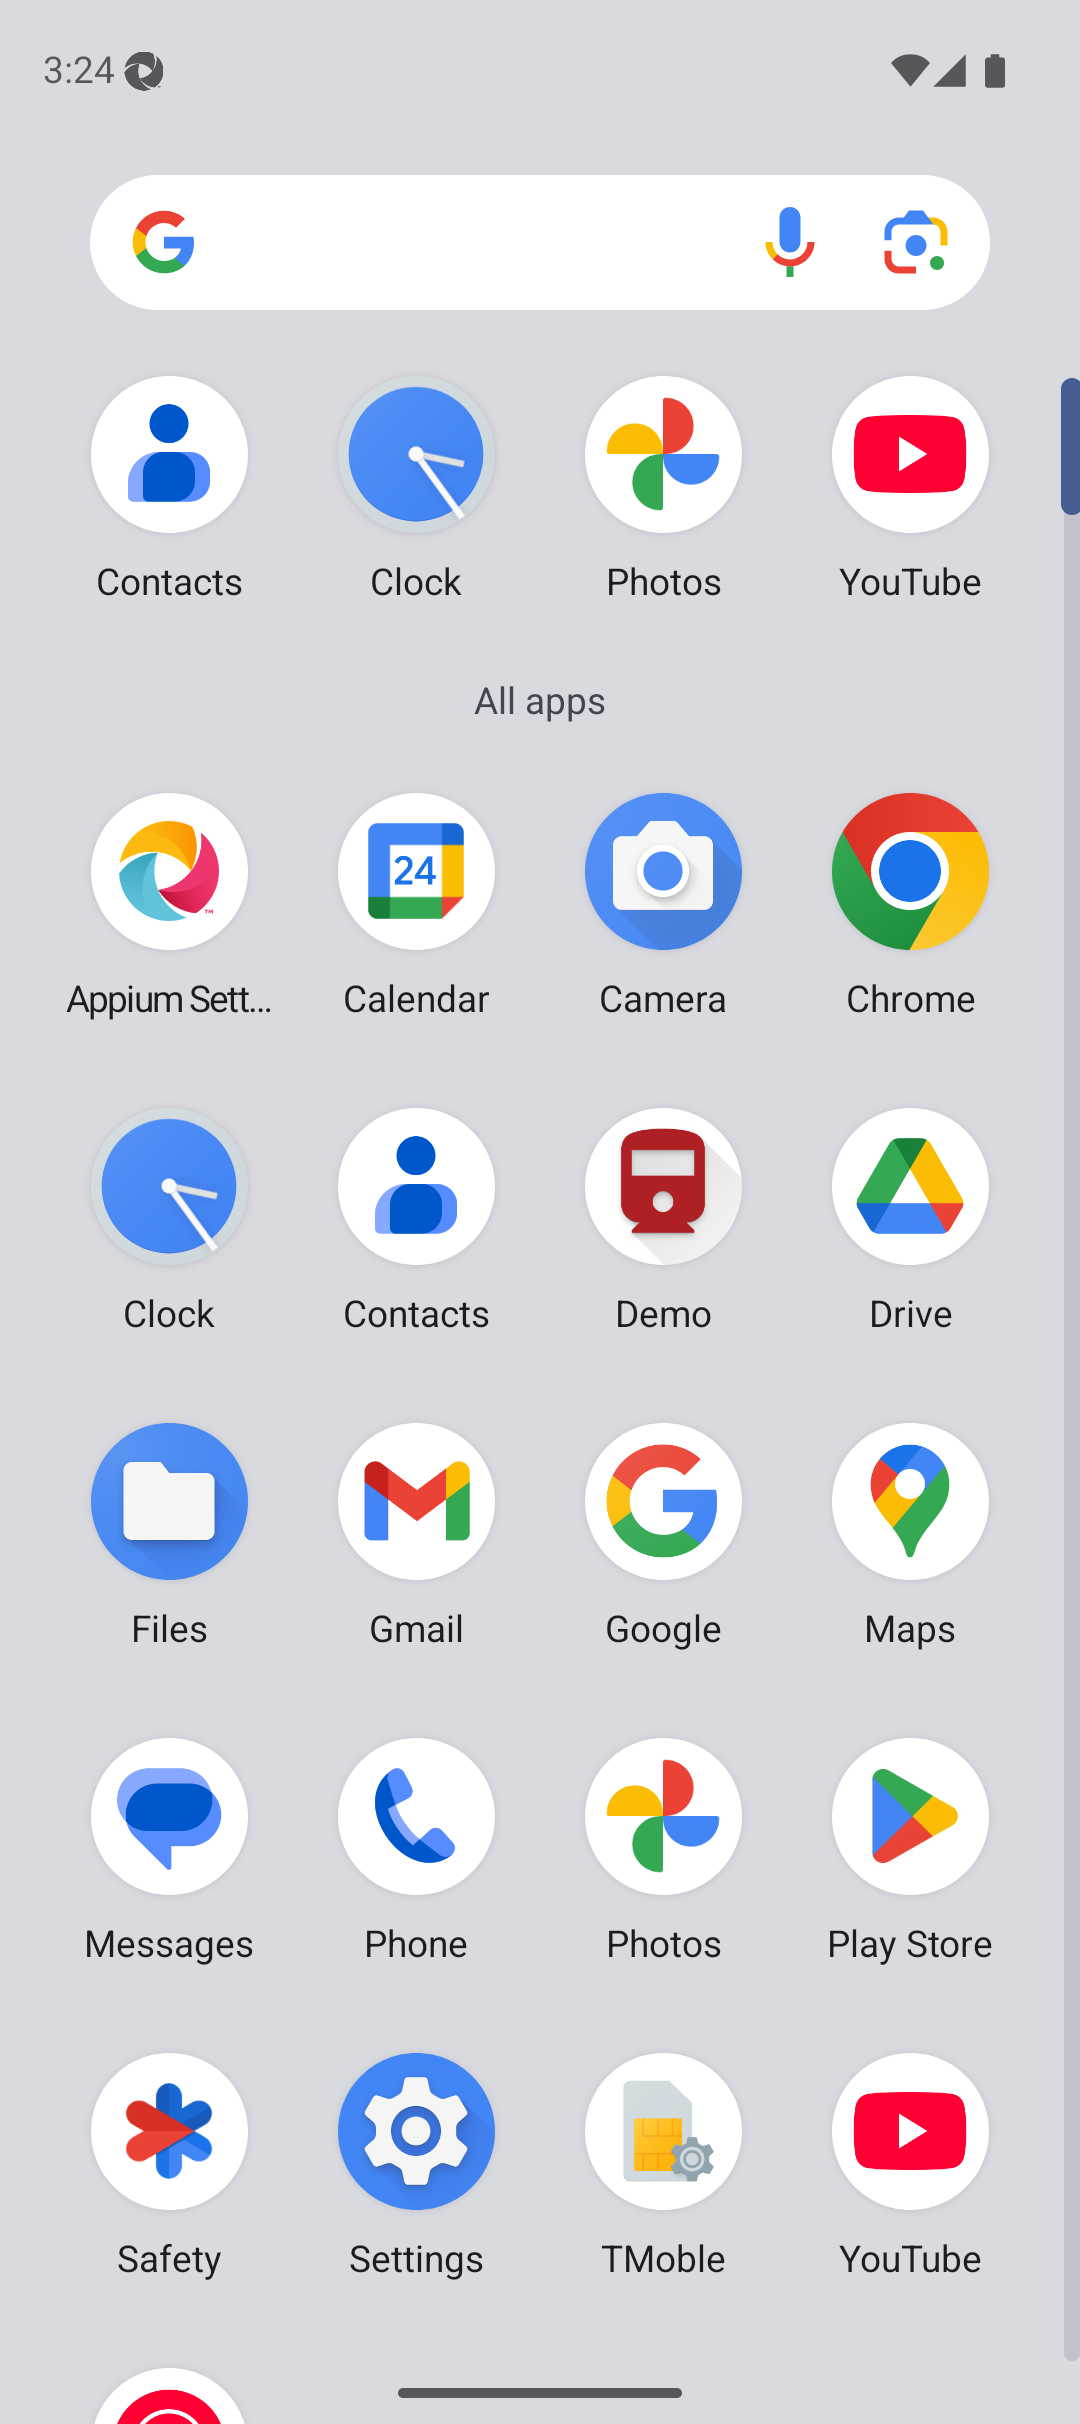 3:24
Contacts Clock Photos YouTube
All apps
24
Appium Sett... Calendar Camera Chrome
Clock Contacts Demo Drive
Files Gmail Google Maps
Messages Phone Photos Play Store
Safety Settings TMoble YouTube